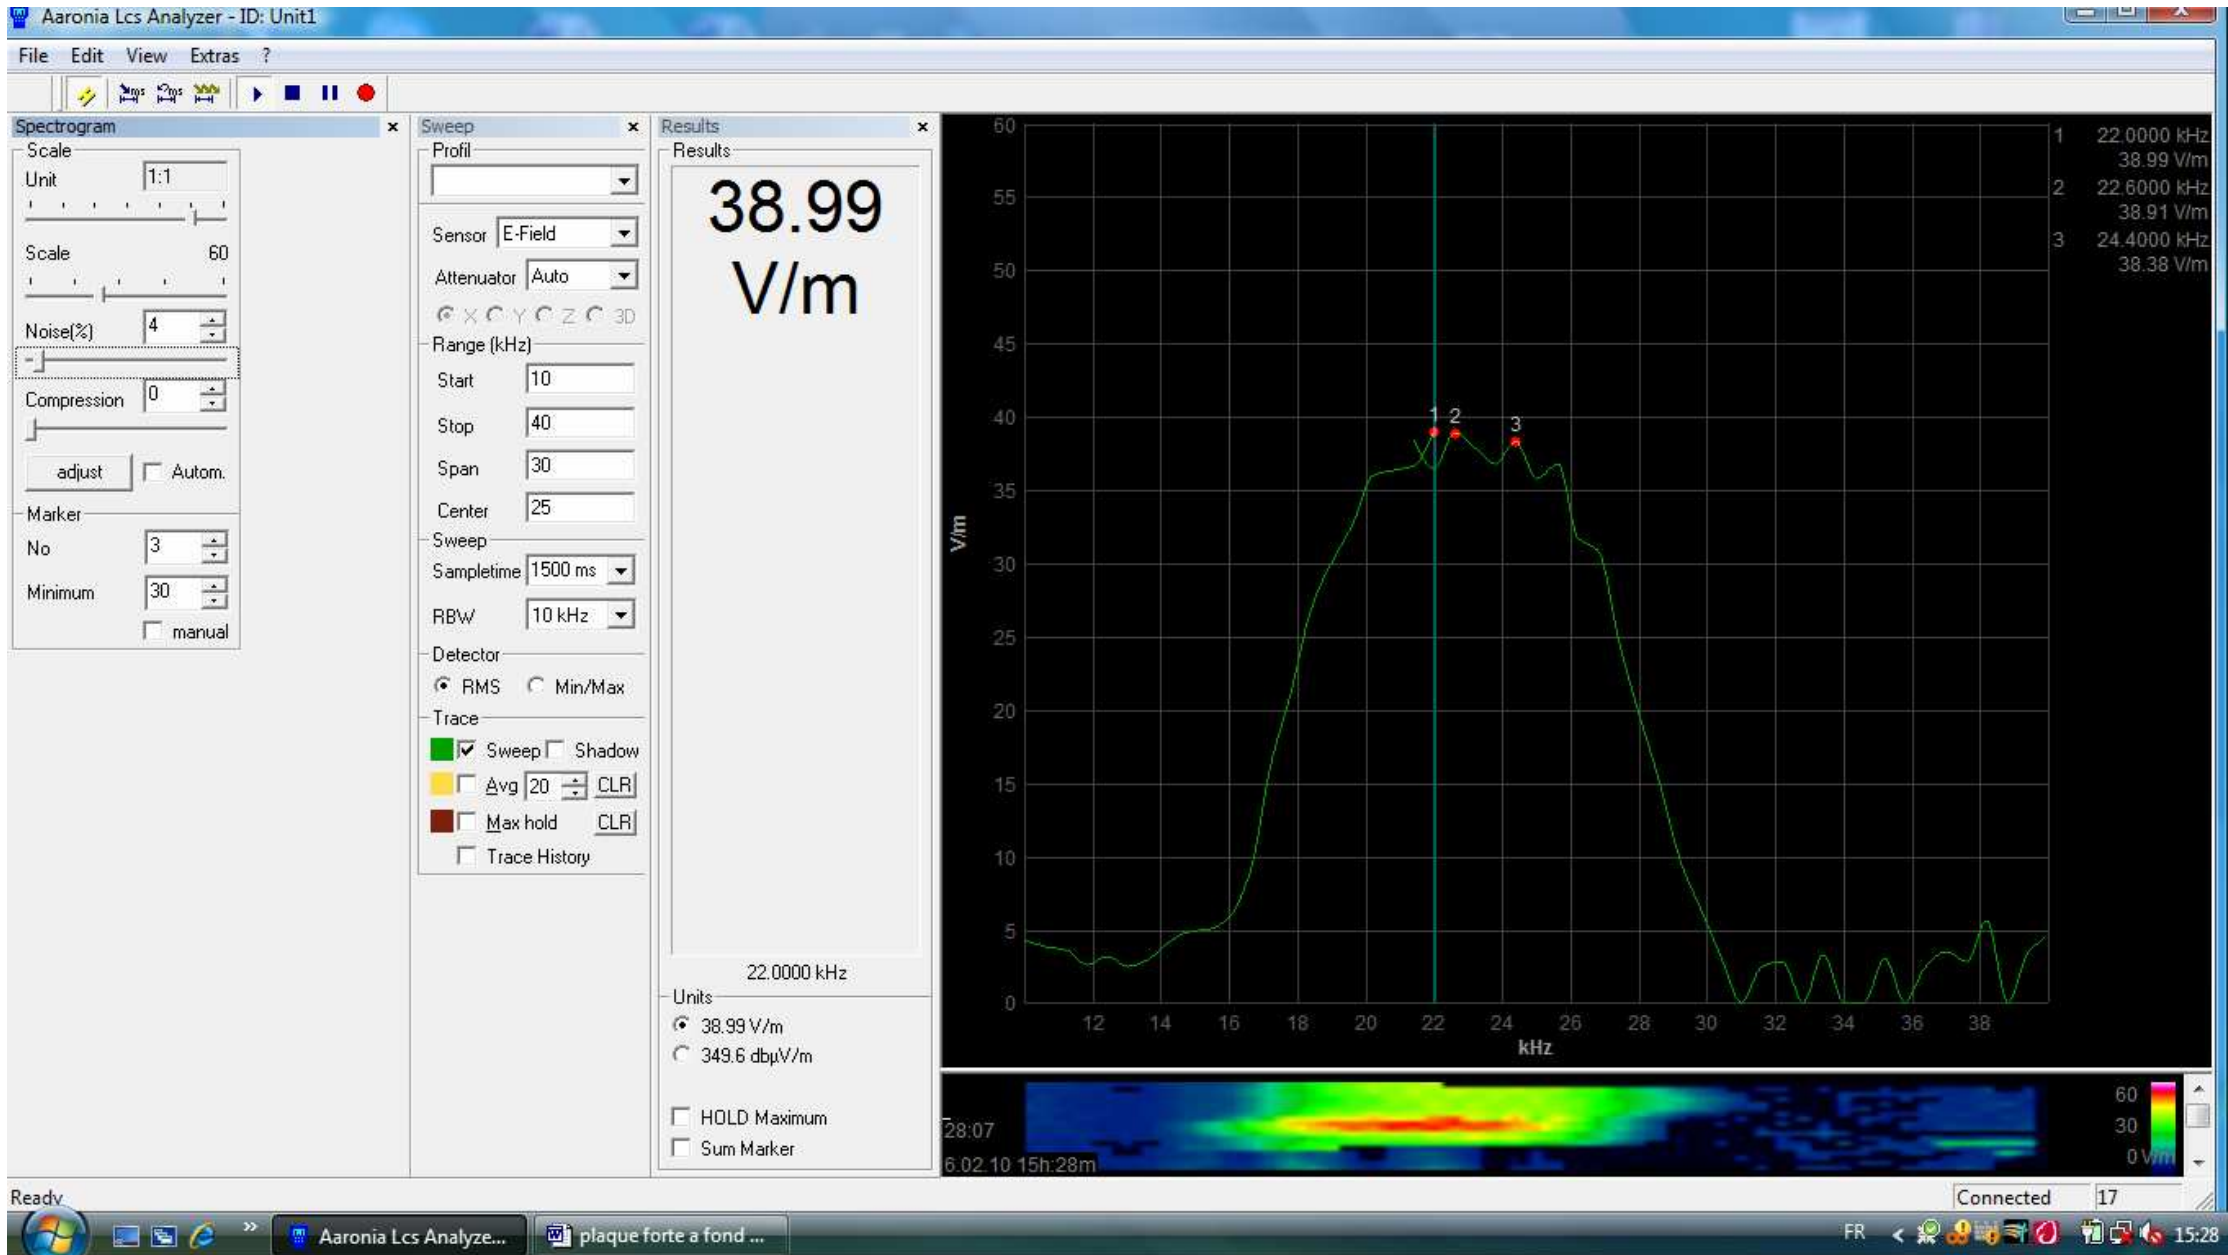 Aaronia Lcs Analyzer - ID: Unit1
File Edit View Extras ?
Spectrogram
Scale
Unit 1:1
Scale 60
Noise(%) 4
Compression 0
adjust Autom.
Marker
No 3
Minimum 30
manual
Sweep
Profil
Sensor E-Field
Attenuator Auto
X Y Z 3D
Range (kHz)
Start 10
Stop 40
Span 30
Center 25
Sweep
Sampletime 1500 ms
RBW 10 kHz
Detector
RMS Min/Max
Trace
Sweep Shadow
Avg 20 CLR
Max hold CLR
Trace History
Results
Results
38.99
V/m
22.0000 kHz
Units
38.99 V/m
349.6 dbµV/m
HOLD Maximum
Sum Marker
60
55
50
45
40
35
30
25
20
15
10
5
0
V/m
1 2 3
12 14 16 18 20 22 24 26 28 30 32 34 36 38
kHz
1 22.0000 kHz
38.99 V/m
2 22.6000 kHz
38.91 V/m
3 24.4000 kHz
38.38 V/m
28:07
6.02.10 15h:28m
60
30
0 V/m
Ready
Connected 17
Aaronia Lcs Analyze...
plaque forte a fond ...
FR
15:28